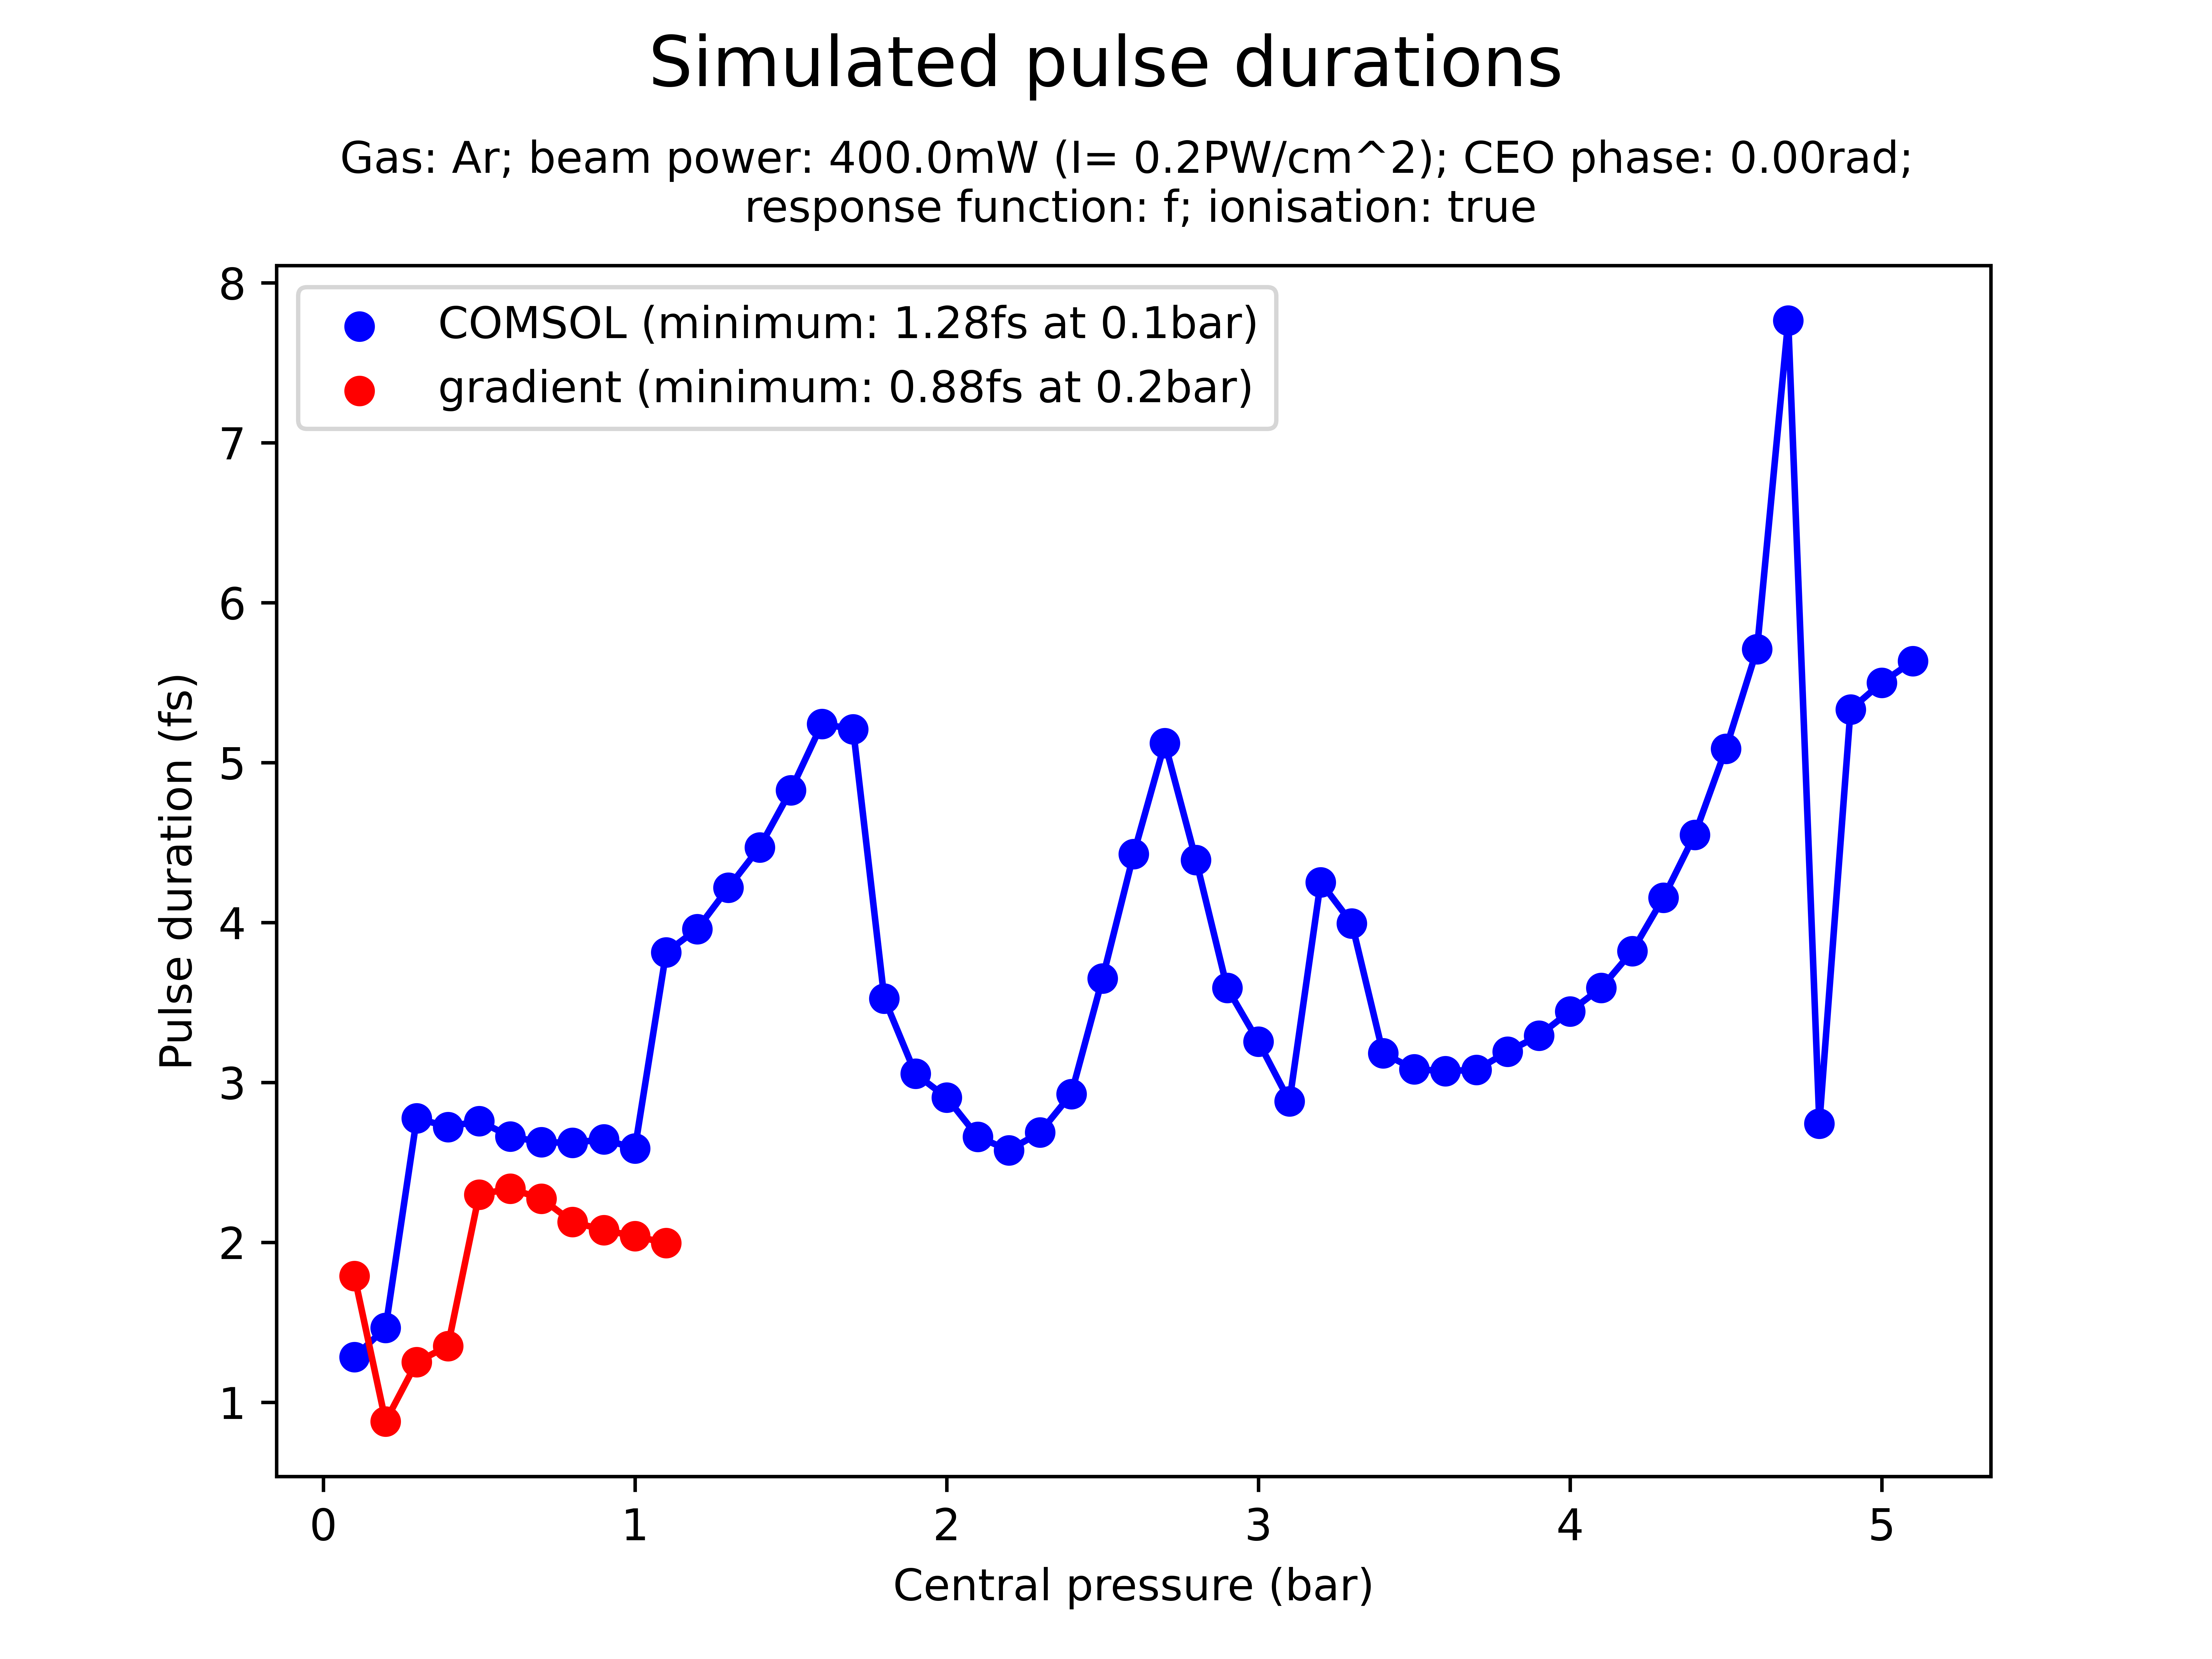 Simulated pulse durations
Gas: Ar; beam power: 400.0mW (I= 0.2PW/cm^2); CEO phase: 0.00rad;
response function: f; ionisation: true
COMSOL (minimum: 1.28fs at 0.1bar)
gradient (minimum: 0.88fs at 0.2bar)
8
7
6
5
4
3
2
1
Pulse duration (fs)
0 1 2 3 4 5
Central pressure (bar)